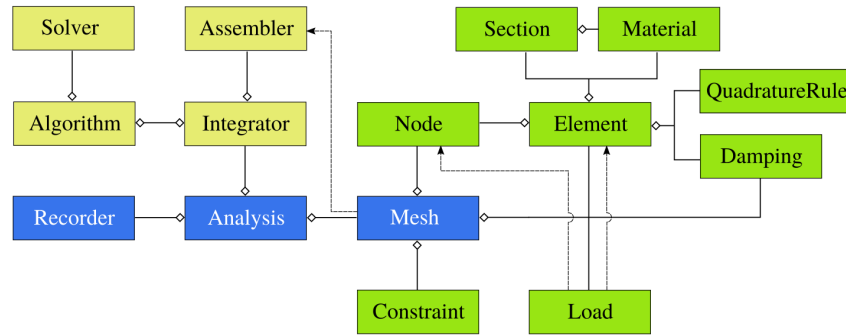 Solver
Assembler
Section
Material
QuadratureRule
Algorithm
Integrator
Node
Element
Damping
Recorder
Analysis
Mesh
Constraint
Load